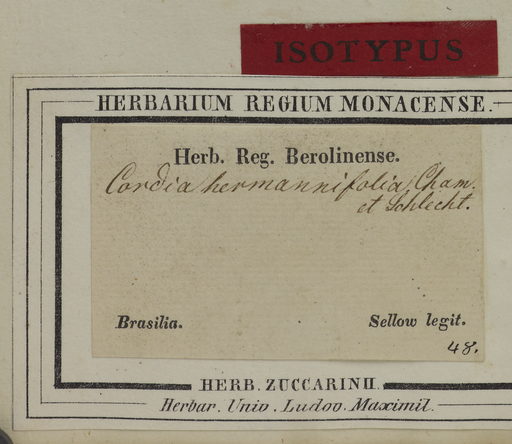 ISOTYPUS
HERBARIUM REGIUM MONACENSE.
Herb. Reg. Berolinense.
Cordia hermannifolia Cham.
et Schlecht.
Brasilia. Sellow legit.
48.
HERB. ZUCCARINII.
Herbar. Univ. Ludov. Maximil.